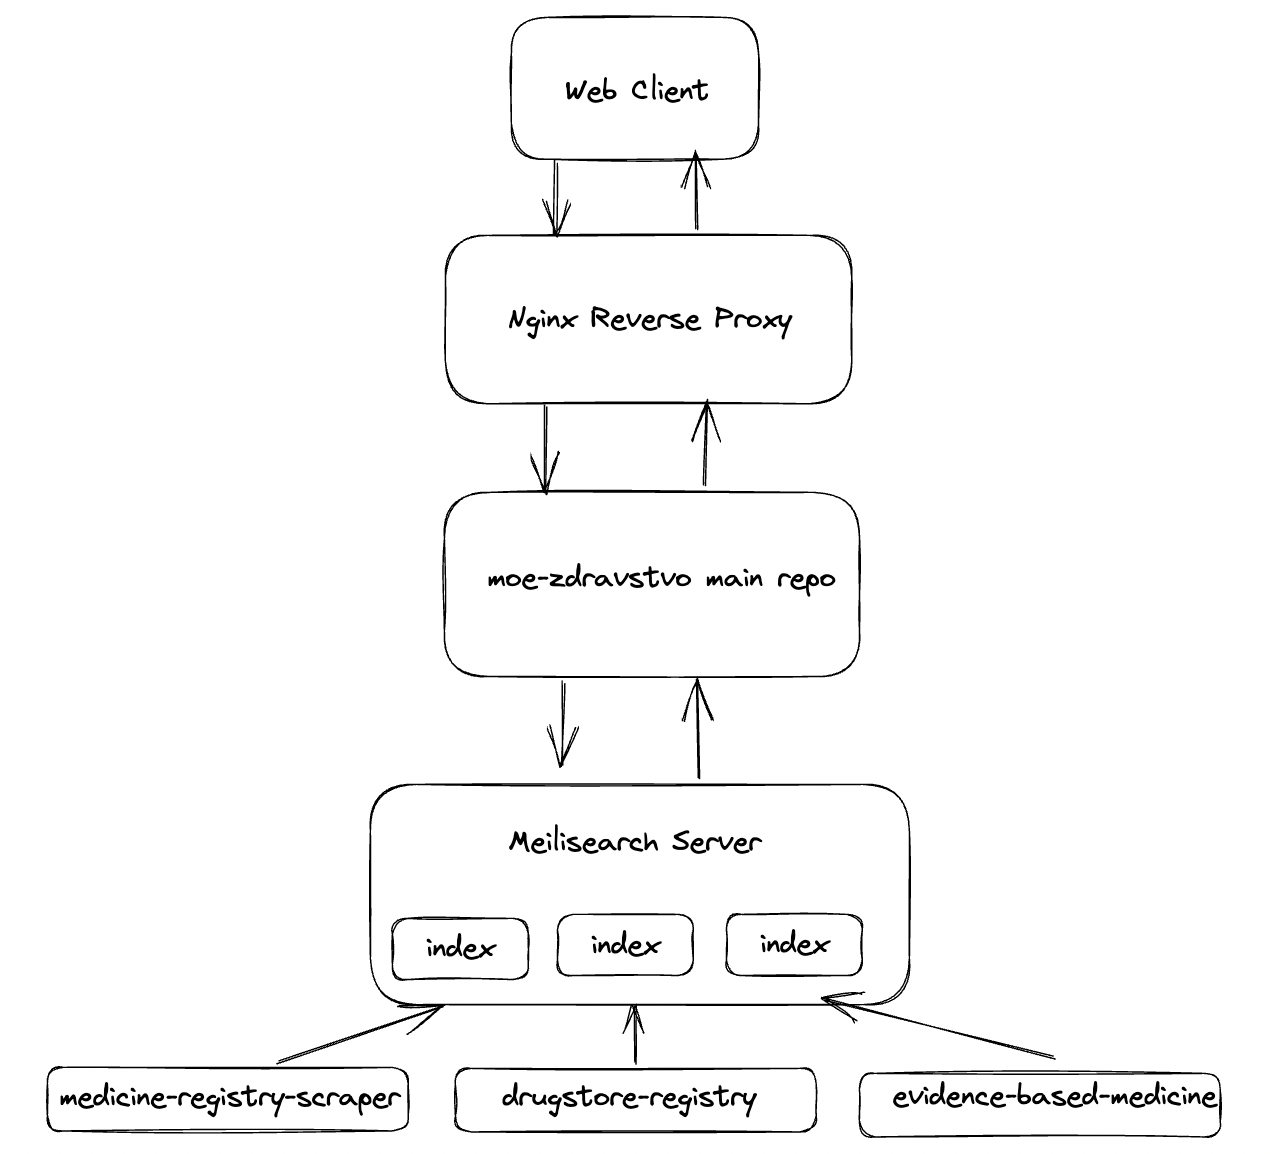 Web Client
Nginx Reverse Proxy
moe-zdravstvo main repo
Meilisearch Server
index
index
index
medicine-registry-scraper
drugstore-registry
evidence-based-medicine